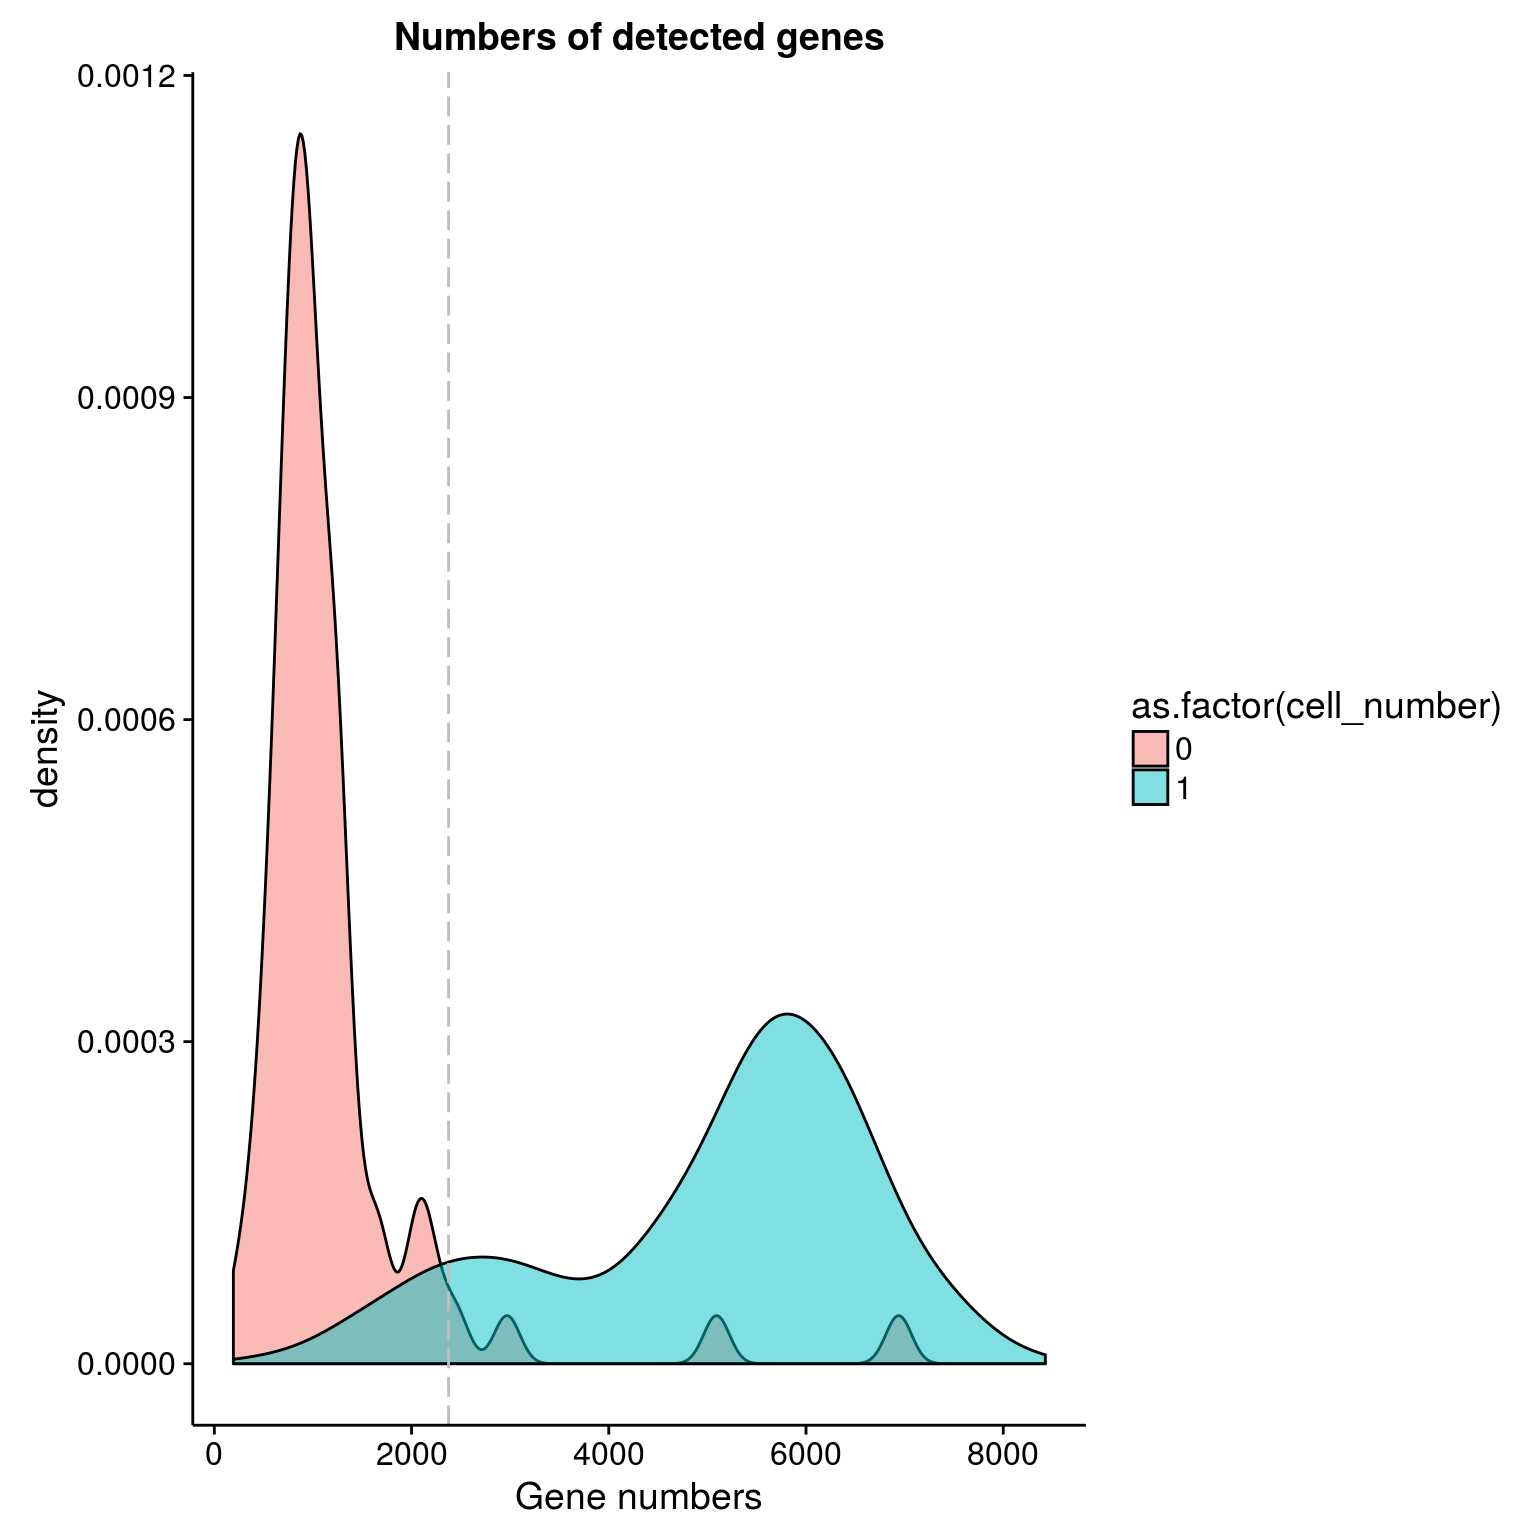 Numbers of detected genes
0.0012
0.0009
0.0006
0.0003
0.0000
density
0 2000 4000 6000 8000
Gene numbers
as.factor(cell_number)
0
1